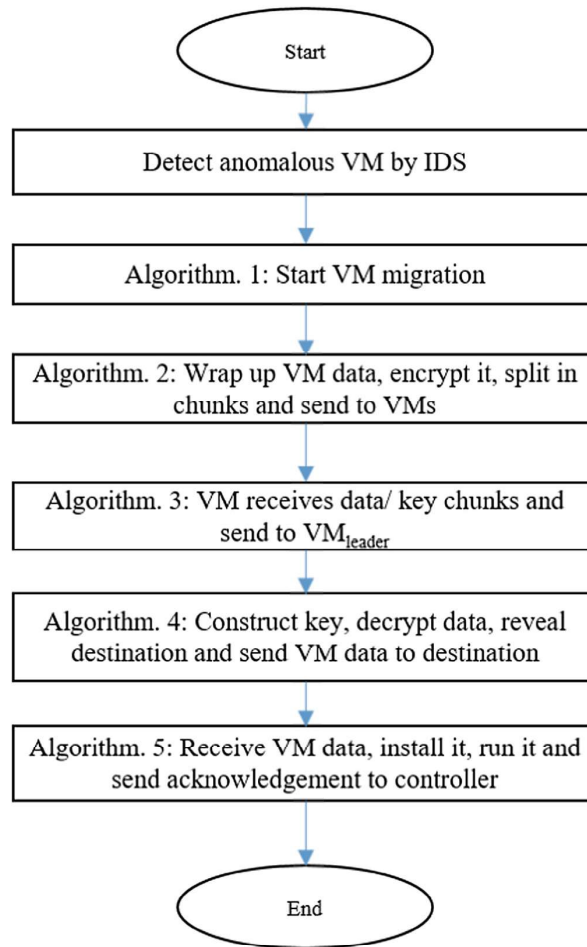 Start
Detect anomalous VM by IDS
Algorithm. 1: Start VM migration
Algorithm. 2: Wrap up VM data, encrypt it, split in
chunks and send to VMs
Algorithm. 3: VM receives data/ key chunks and
send to VMleader
Algorithm. 4: Construct key, decrypt data, reveal
destination and send VM data to destination
Algorithm. 5: Receive VM data, install it, run it and
send acknowledgement to controller
End